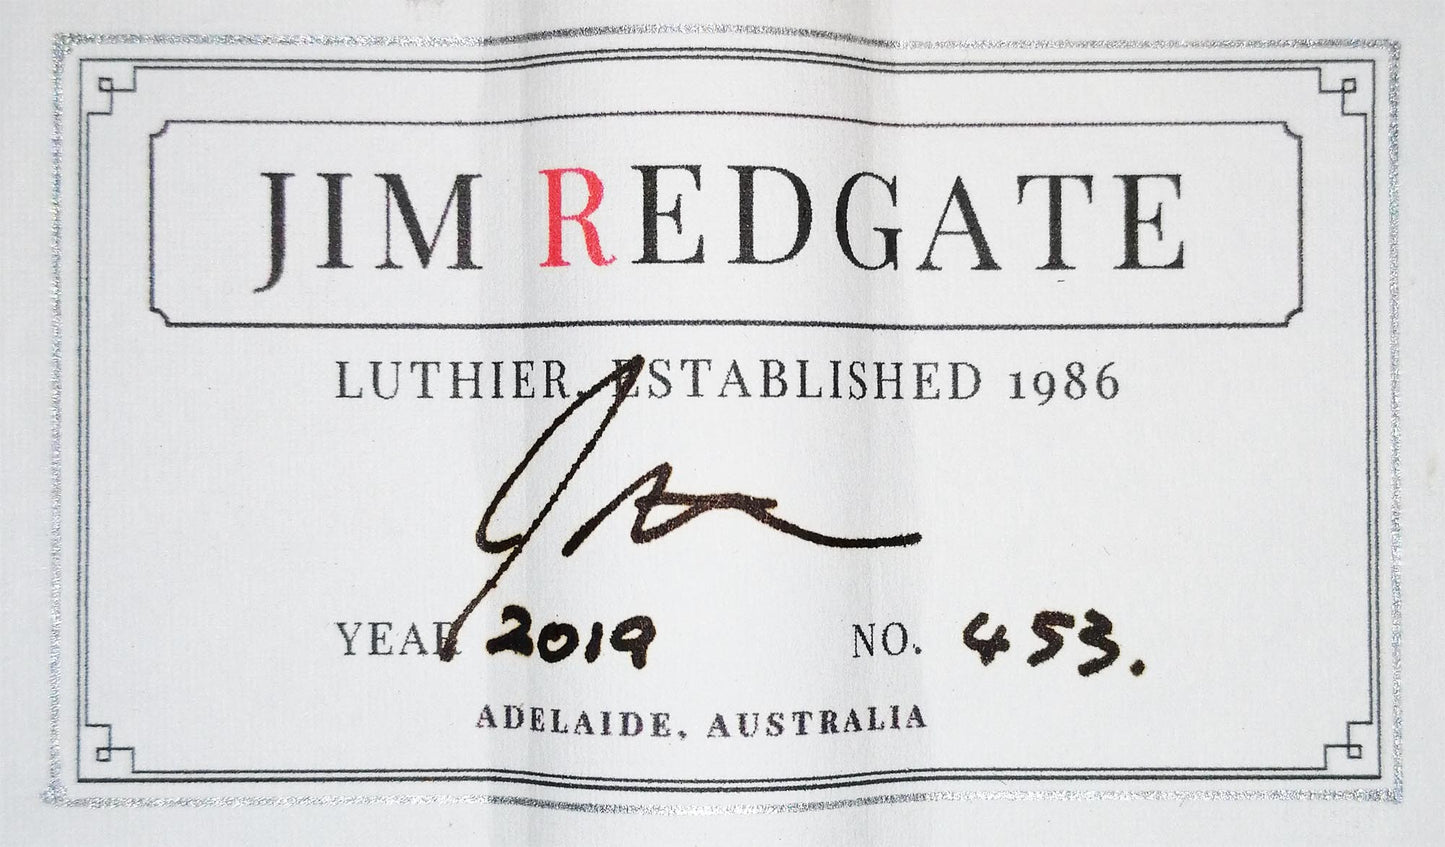 JIM REDGATE
LUTHIER, ESTABLISHED 1986
YEAR 2019 NO. 453.
ADELAIDE, AUSTRALIA